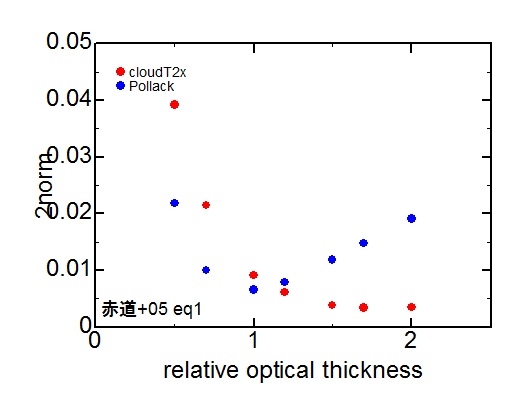 0.05
cloudT2x
Pollack
0.04
0.03
2norm
0.02
0.01
赤道+05 eq1
0
0
1
2
relative optical thickness